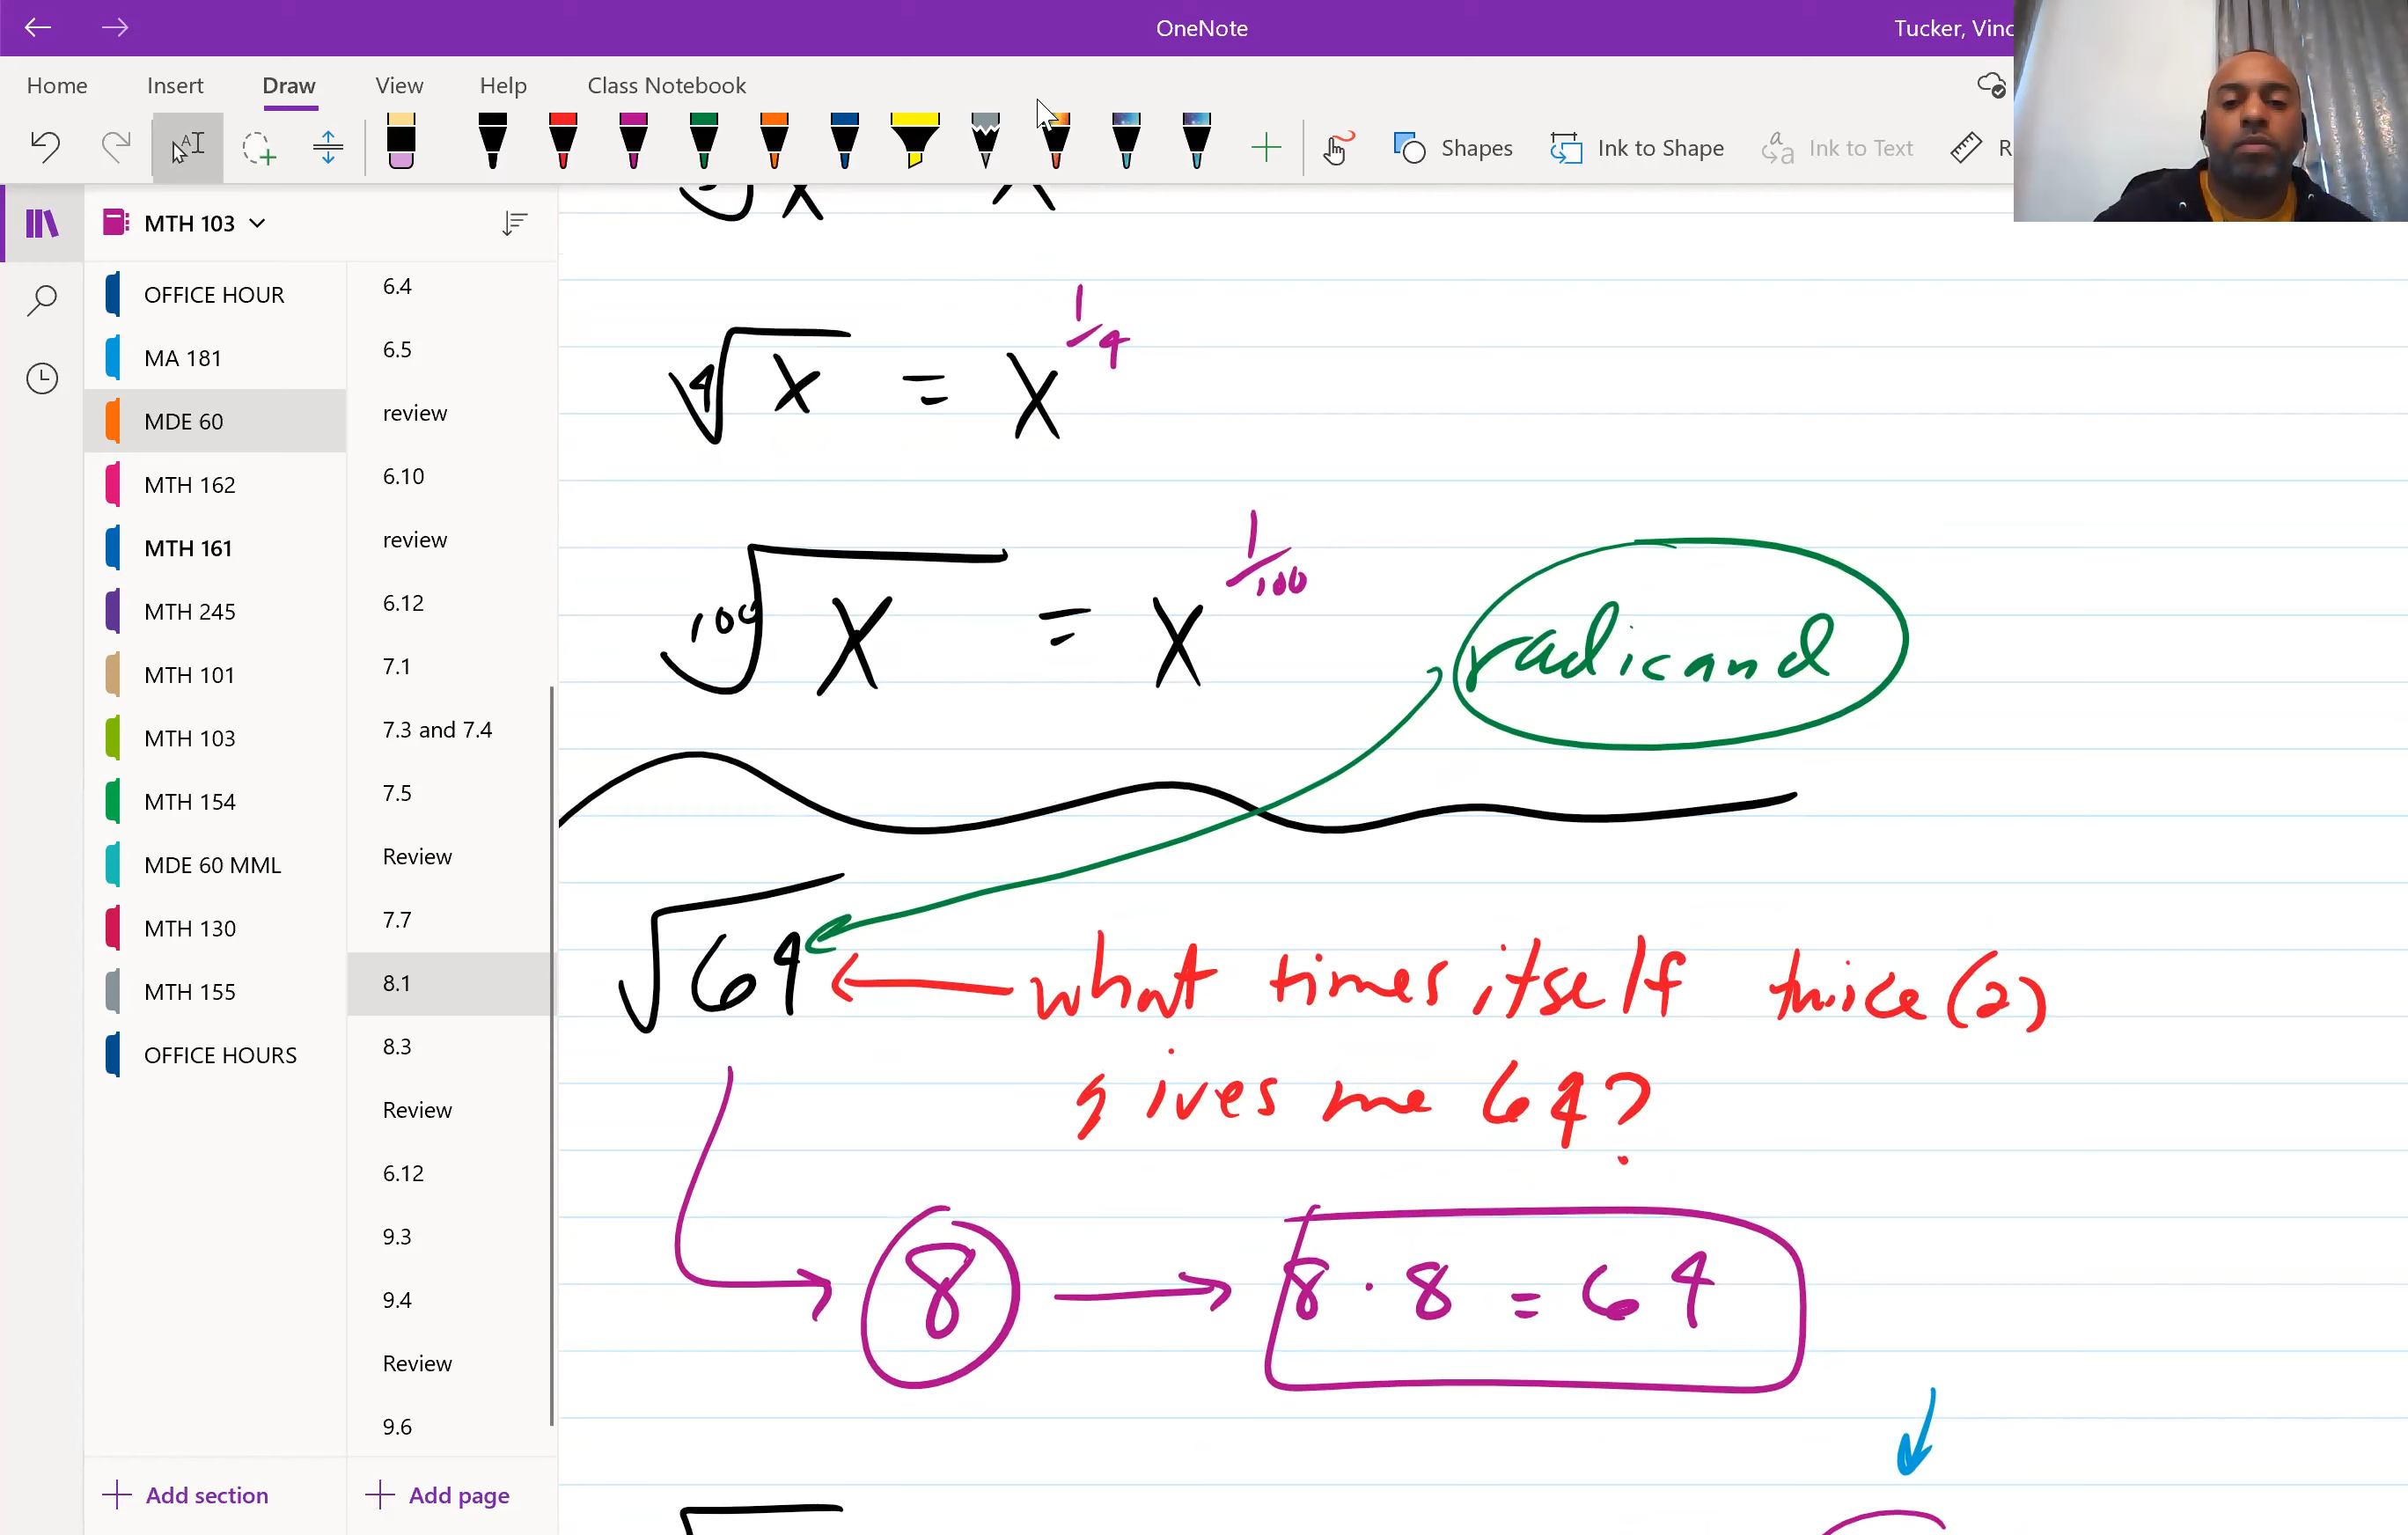 OneNote
Tucker, Vinc
Home Insert Draw View Help Class Notebook
Shapes Ink to Shape Ink to Text R
MTH 103
OFFICE HOUR
MA 181
MDE 60
MTH 162
MTH 161
MTH 245
MTH 101
MTH 103
MTH 154
MDE 60 MML
MTH 130
MTH 155
OFFICE HOURS
Add section
6.4
6.5
review
6.10
review
6.12
7.1
7.3 and 7.4
7.5
Review
7.7
8.1
8.3
Review
6.12
9.3
9.4
Review
9.6
Add page
∜x = x^1/4
¹⁰⁰√x = x^1/100
radicand
√64 ← what times itself twice (2)
gives me 64?
8 → 8 · 8 = 64